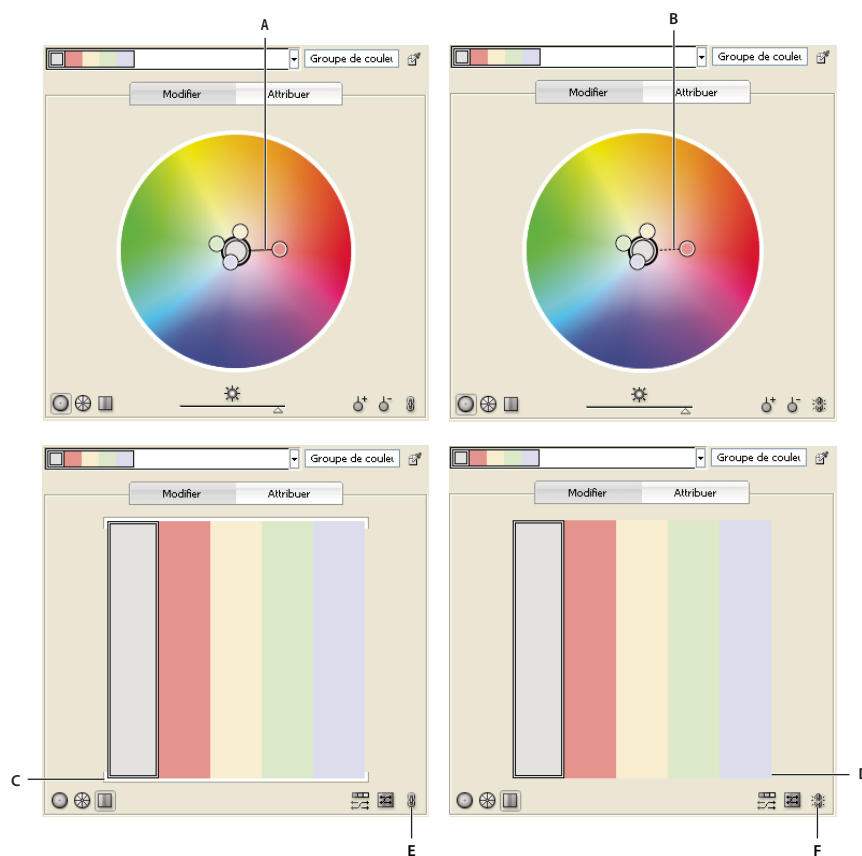 A
B
Groupe de couleu
Groupe de couleu
Modifier
Attribuer
Modifier
Attribuer
Groupe de couleu
Groupe de couleu
Modifier
Attribuer
Modifier
Attribuer
C
D
E
F